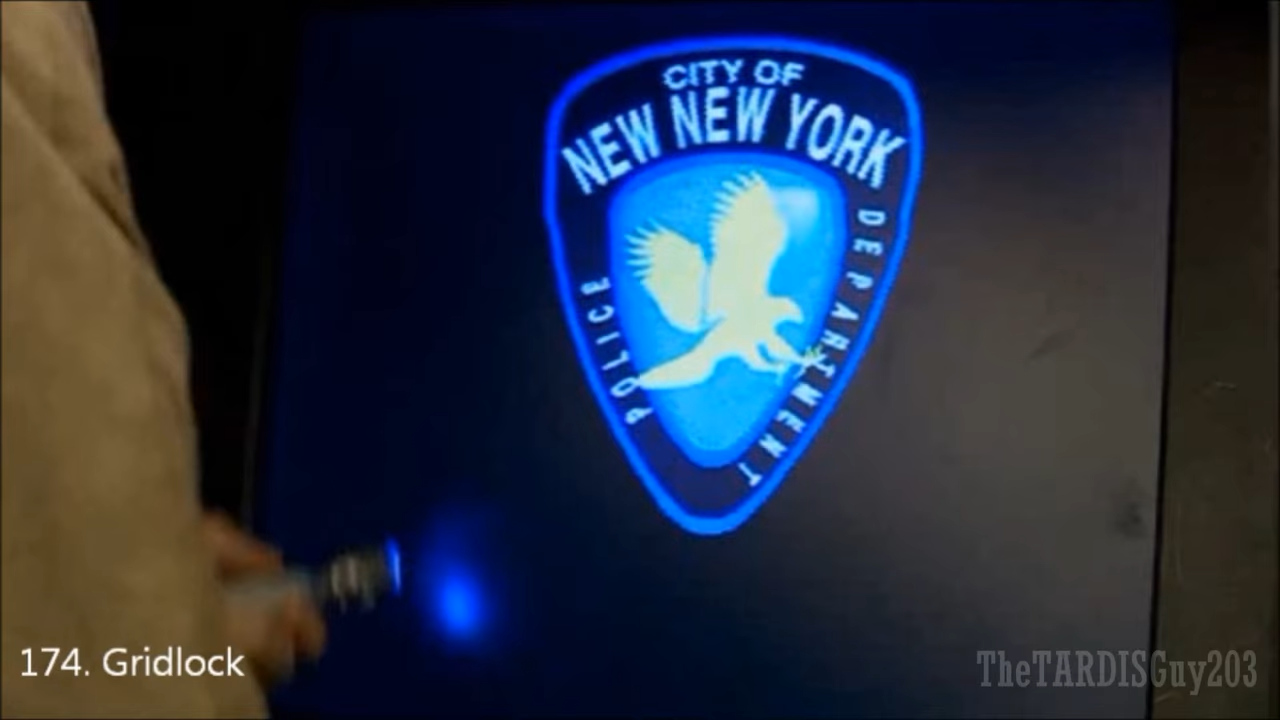 CITY OF
NEW NEW YORK
POLICE
DEPARTMENT
174. Gridlock
TheTARDISGuy203